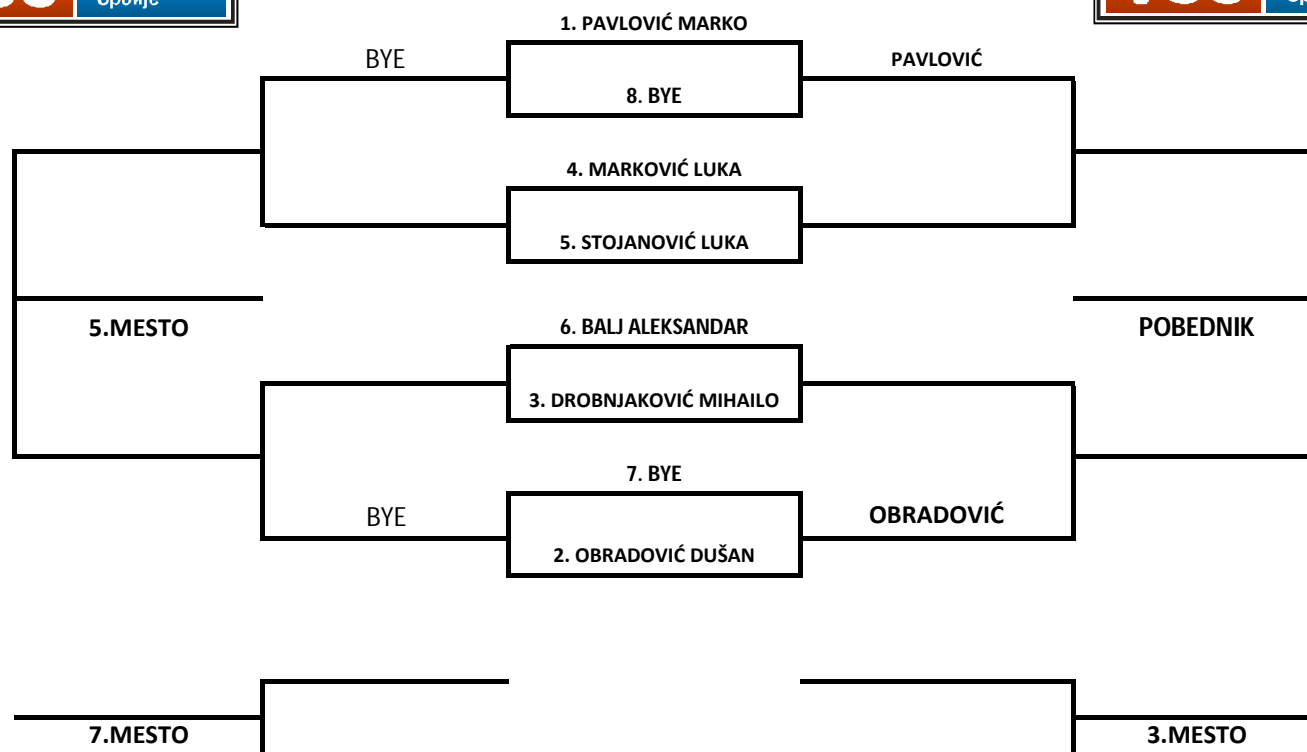 Србије
1. PAVLOVIĆ MARKO
BYE
PAVLOVIĆ
8. BYE
4. MARKOVIĆ LUKA
5. STOJANOVIĆ LUKA
5.MESTO
6. BALJ ALEKSANDAR
POBEDNIK
3. DROBNJAKOVIĆ MIHAILO
7. BYE
BYE
OBRADOVIĆ
2. OBRADOVIĆ DUŠAN
7.MESTO
3.MESTO